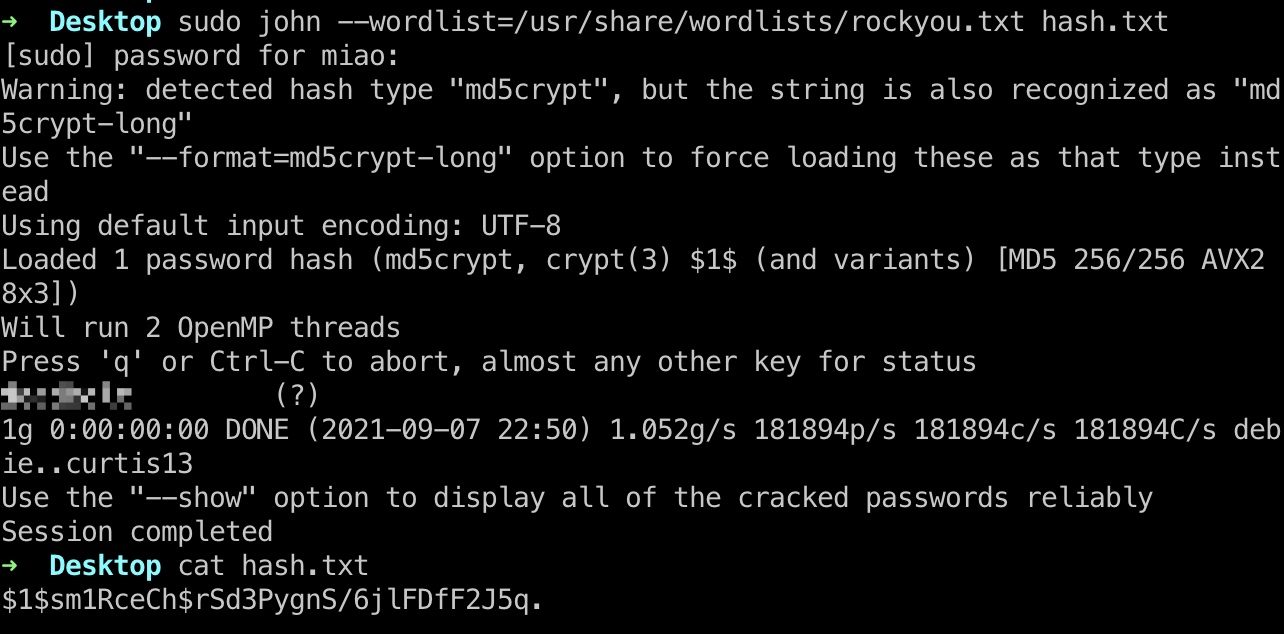 → Desktop sudo john --wordlist=/usr/share/wordlists/rockyou.txt hash.txt
[sudo] password for miao:
Warning: detected hash type "md5crypt", but the string is also recognized as "md
5crypt-long"
Use the "--format=md5crypt-long" option to force loading these as that type inst
ead
Using default input encoding: UTF-8
Loaded 1 password hash (md5crypt, crypt(3) $1$ (and variants) [MD5 256/256 AVX2
8x3])
Will run 2 OpenMP threads
Press 'q' or Ctrl-C to abort, almost any other key for status
(?)
1g 0:00:00:00 DONE (2021-09-07 22:50) 1.052g/s 181894p/s 181894c/s 181894C/s deb
ie..curtis13
Use the "--show" option to display all of the cracked passwords reliably
Session completed
→ Desktop cat hash.txt
$1$sm1RceCh$rSd3PygnS/6jlFDfF2J5q.